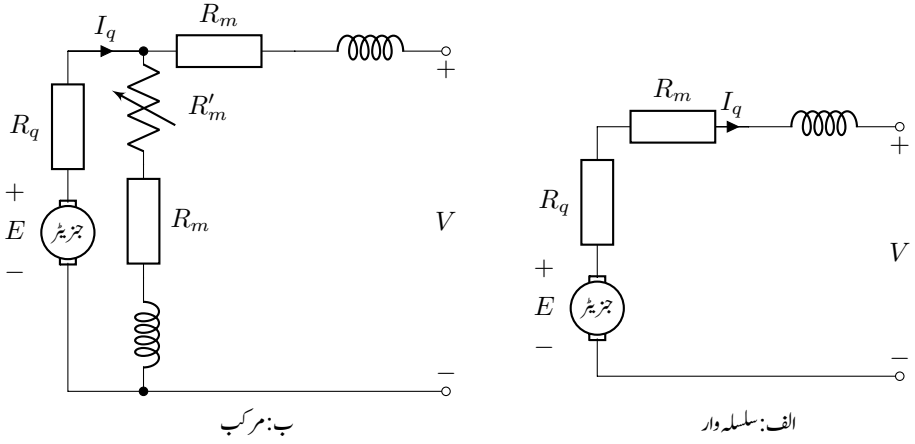 I_q
R_m
+
R'_m
R_q
+
E
−
جنریٹر
R_m
V
−
ب: مرکب
R_m
I_q
+
R_q
+
E
−
جنریٹر
V
−
الف: سلسلہ وار